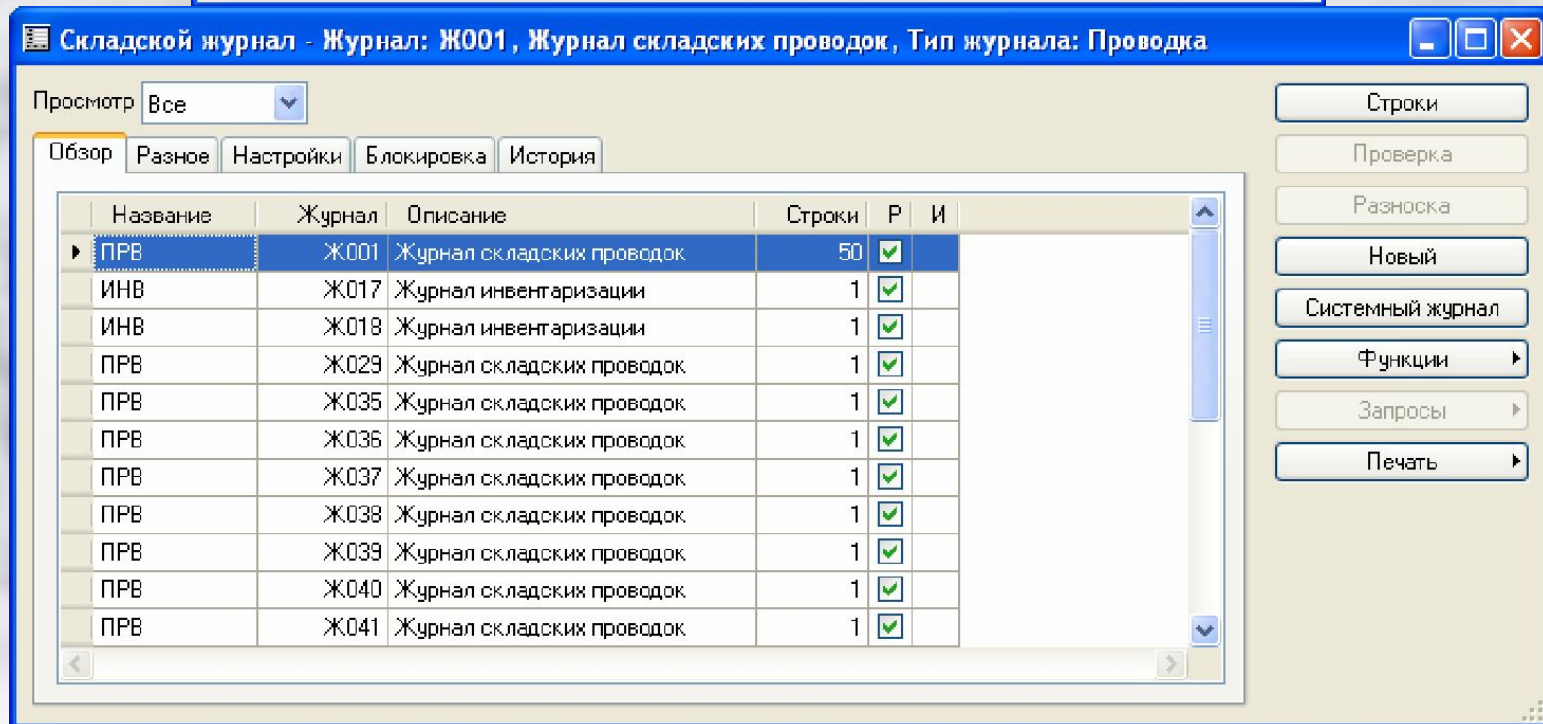 Складской журнал - Журнал: Ж001, Журнал складских проводок, Тип журнала: Проводка
Просмотр Все
Обзор Разное Настройки Блокировка История
Название Журнал Описание Строки Р И
ПРВ Ж001 Журнал складских проводок 50
ИНВ Ж017 Журнал инвентаризации 1
ИНВ Ж018 Журнал инвентаризации 1
ПРВ Ж029 Журнал складских проводок 1
ПРВ Ж035 Журнал складских проводок 1
ПРВ Ж036 Журнал складских проводок 1
ПРВ Ж037 Журнал складских проводок 1
ПРВ Ж038 Журнал складских проводок 1
ПРВ Ж039 Журнал складских проводок 1
ПРВ Ж040 Журнал складских проводок 1
ПРВ Ж041 Журнал складских проводок 1
Строки
Проверка
Разноска
Новый
Системный журнал
Функции
Запросы
Печать